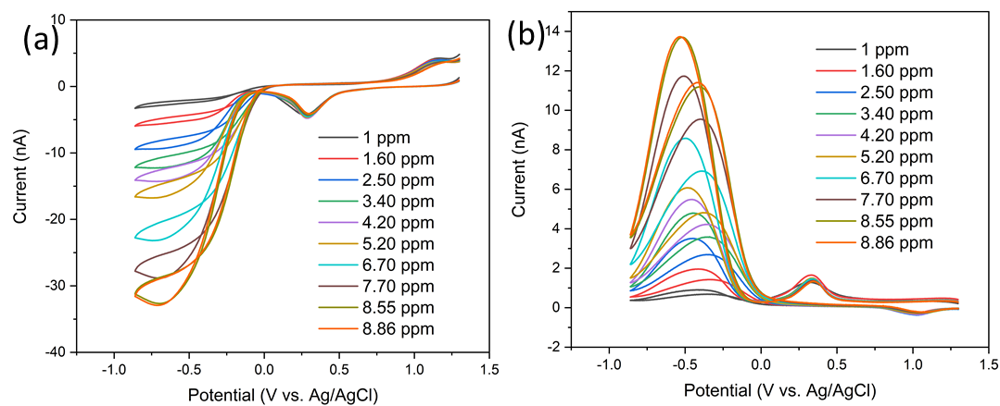 (a)
10
0
-10
-20
-30
-40
Current (nA)
-1.0
-0.5
0.0
0.5
1.0
1.5
Potential (V vs. Ag/AgCl)
1 ppm
1.60 ppm
2.50 ppm
3.40 ppm
4.20 ppm
5.20 ppm
6.70 ppm
7.70 ppm
8.55 ppm
8.86 ppm
(b)
14
12
10
8
6
4
2
0
-2
Current (nA)
-1.0
-0.5
0.0
0.5
1.0
1.5
Potential (V vs. Ag/AgCl)
1 ppm
1.60 ppm
2.50 ppm
3.40 ppm
4.20 ppm
5.20 ppm
6.70 ppm
7.70 ppm
8.55 ppm
8.86 ppm